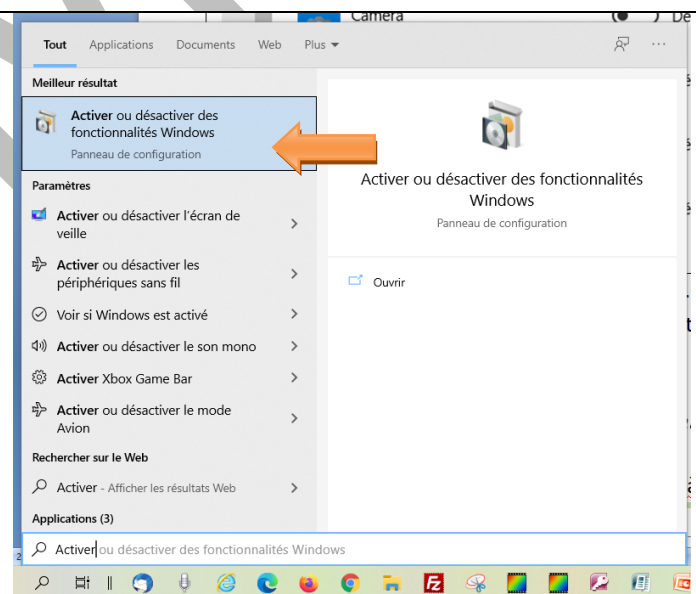 Camera
De
Tout Applications Documents Web Plus
Meilleur résultat
Activer ou désactiver des
fonctionnalités Windows
Panneau de configuration
Paramètres
Activer ou désactiver l'écran de
veille
Activer ou désactiver les
périphériques sans fil
Voir si Windows est activé
Activer ou désactiver le son mono
Activer Xbox Game Bar
Activer ou désactiver le mode
Avion
Rechercher sur le Web
Activer - Afficher les résultats Web
Applications (3)
Activer ou désactiver des fonctionnalités
Windows
Panneau de configuration
Ouvrir
Activer ou désactiver des fonctionnalités Windows